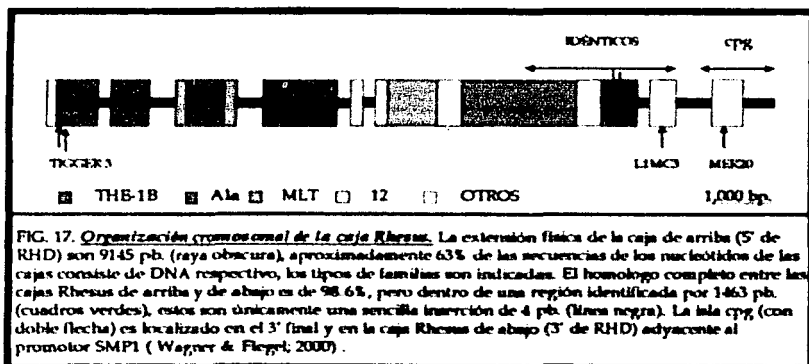 IDÉNTICOS cpg
TIGGER 3 L1MC3 MER20
THE-1B Alu MLT 12 OTROS 1,000 bp.
FIG. 17. Organización cromosomal de la caja Rhesus. La extensión física de la caja de arriba (5' de
RHD) son 9145 pb. (raya obscura), aproximadamente 63% de las secuencias de los nucleótidos de las
cajas consiste de DNA respectivo, los tipos de familias son indicadas. El homologo completo entre las
cajas Rhesus de arriba y de abajo es de 98.6%, pero dentro de una región identificada por 1463 pb.
(cuadros verdes), estos son únicamente una sencilla inserción de 4 pb. (línea negra). La isla cpg (con
doble flecha) es localizado en el 3' final y en la caja Rhesus de abajo (3' de RHD) adyacente al
promotor SMP1 ( Wagner & Flegel; 2000) .